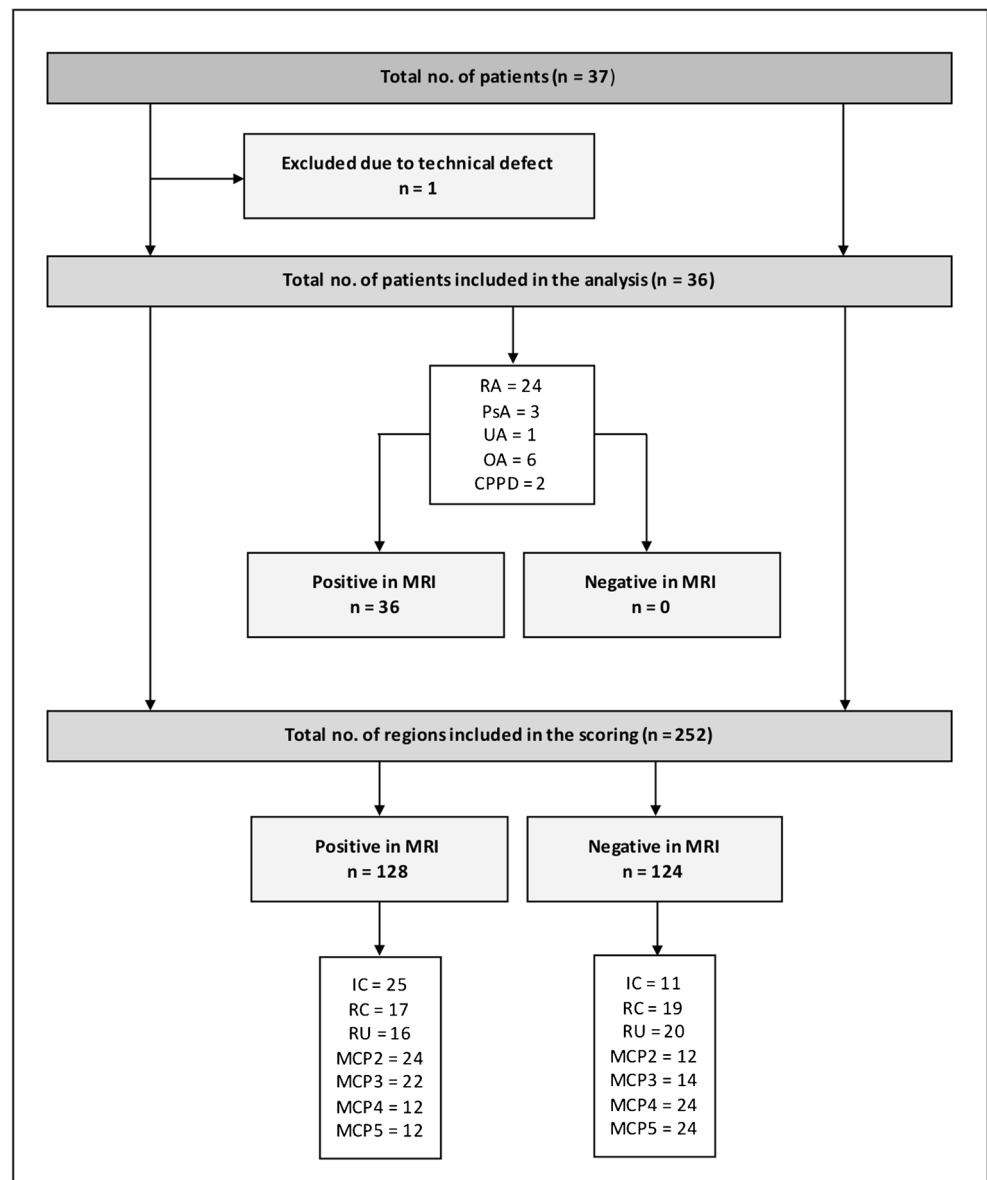 Total no. of patients (n = 37)
Excluded due to technical defect
n = 1
Total no. of patients included in the analysis (n = 36)
RA = 24
PsA = 3
UA = 1
OA = 6
CPPD = 2
Positive in MRI
n = 36
Negative in MRI
n = 0
Total no. of regions included in the scoring (n = 252)
Positive in MRI
n = 128
Negative in MRI
n = 124
IC = 25
RC = 17
RU = 16
MCP2 = 24
MCP3 = 22
MCP4 = 12
MCP5 = 12
IC = 11
RC = 19
RU = 20
MCP2 = 12
MCP3 = 14
MCP4 = 24
MCP5 = 24